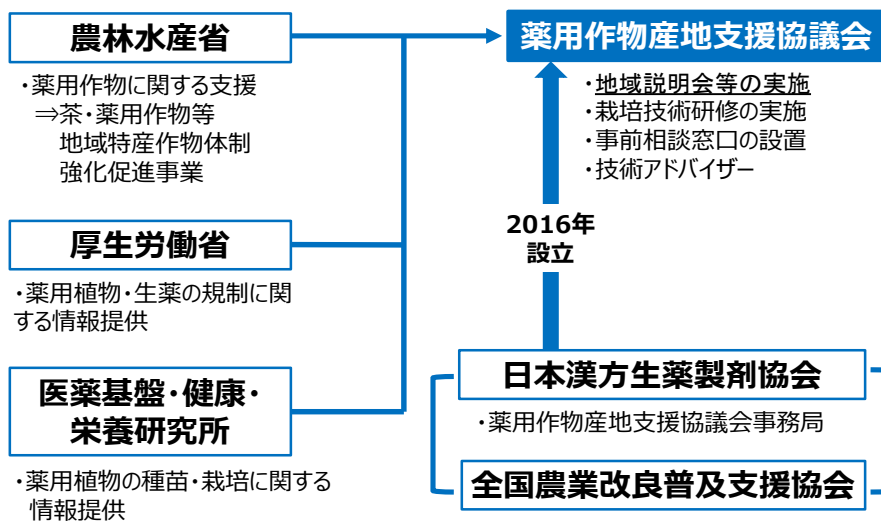 農林水産省
・薬用作物に関する支援
⇒茶・薬用作物等
地域特産作物体制
強化促進事業
厚生労働省
・薬用植物・生薬の規制に関
する情報提供
医薬基盤・健康・
栄養研究所
・薬用植物の種苗・栽培に関する
情報提供
薬用作物産地支援協議会
・地域説明会等の実施
・栽培技術研修の実施
・事前相談窓口の設置
・技術アドバイザー
2016年
設立
日本漢方生薬製剤協会
・薬用作物産地支援協議会事務局
全国農業改良普及支援協会